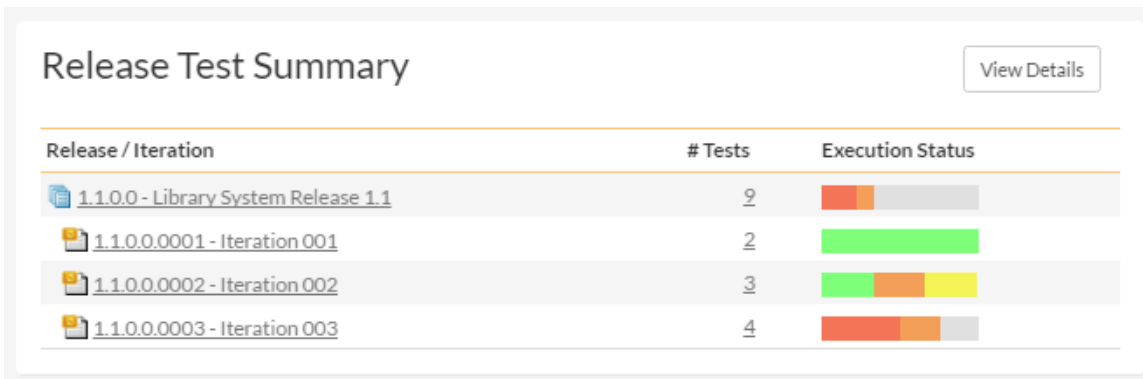 Release Test Summary
View Details
Release / Iteration # Tests Execution Status
1.1.0.0 - Library System Release 1.1 9
1.1.0.0.0001 - Iteration 001 2
1.1.0.0.0002 - Iteration 002 3
1.1.0.0.0003 - Iteration 003 4